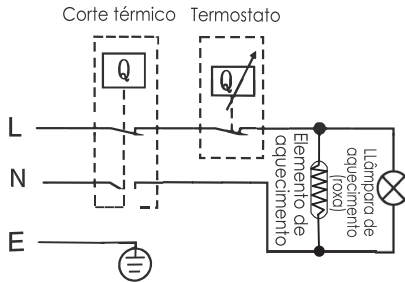 Corte térmico
Termostato
Q
Q
L
N
E
Elemento de
aquecimento
LLâmpara de
aquecimento
(roxa)